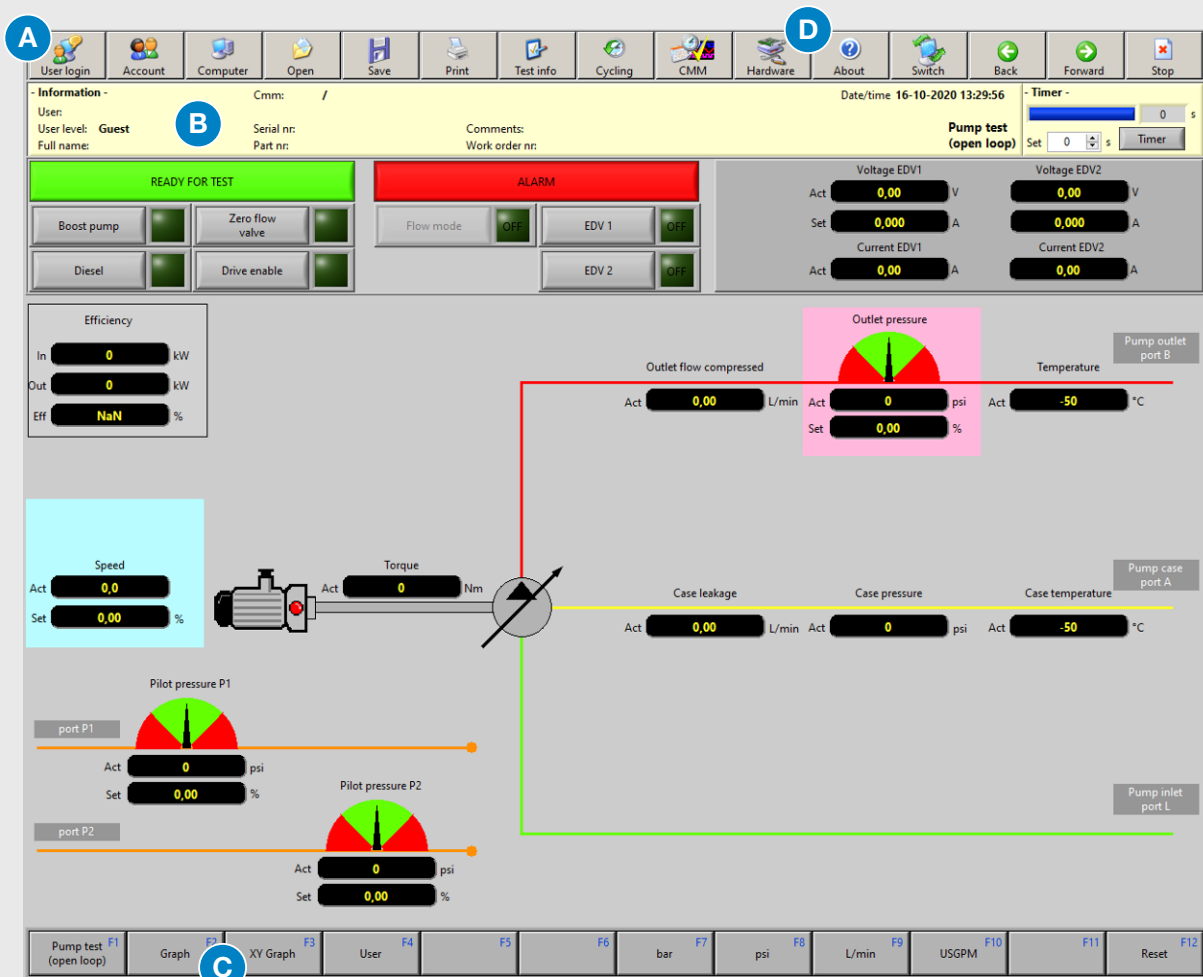 A
D
User login Account Computer Open Save Print Test info Cycling CMM Hardware About Switch Back Forward Stop
- Information - Cmm: / Date/time 16-10-2020 13:29:56 - Timer -
User: 0 s
B
User level: Guest Serial nr: Comments: Pump test Set 0 s Timer
Full name: Part nr: Work order nr: (open loop)
READY FOR TEST ALARM Voltage EDV1 Voltage EDV2
Act 0,00 V 0,00 V
Boost pump Zero flow valve Flow mode OFF EDV 1 OFF Set 0,000 A 0,000 A
Current EDV1 Current EDV2
Diesel Drive enable EDV 2 OFF Act 0,00 A 0,00 A
Efficiency Outlet pressure
Pump outlet
port B
In 0 kW
Outlet flow compressed Temperature
Out 0 kW
Act 0,00 L/min Act 0 psi Act -50 °C
Eff NaN %
Set 0,00 %
Speed Torque
Pump case
port A
Act 0,0 Act 0 Nm Case leakage Case pressure Case temperature
Set 0,00 % Act 0,00 L/min Act 0 psi Act -50 °C
Pilot pressure P1
port P1
Act 0 psi
Set 0,00 %
Pilot pressure P2
Pump inlet
port L
port P2
Act 0 psi
Set 0,00 %
Pump test (open loop) F1 Graph F2 XY Graph F3 User F4 F5 F6 bar F7 psi F8 L/min F9 USGPM F10 F11 Reset F12
C